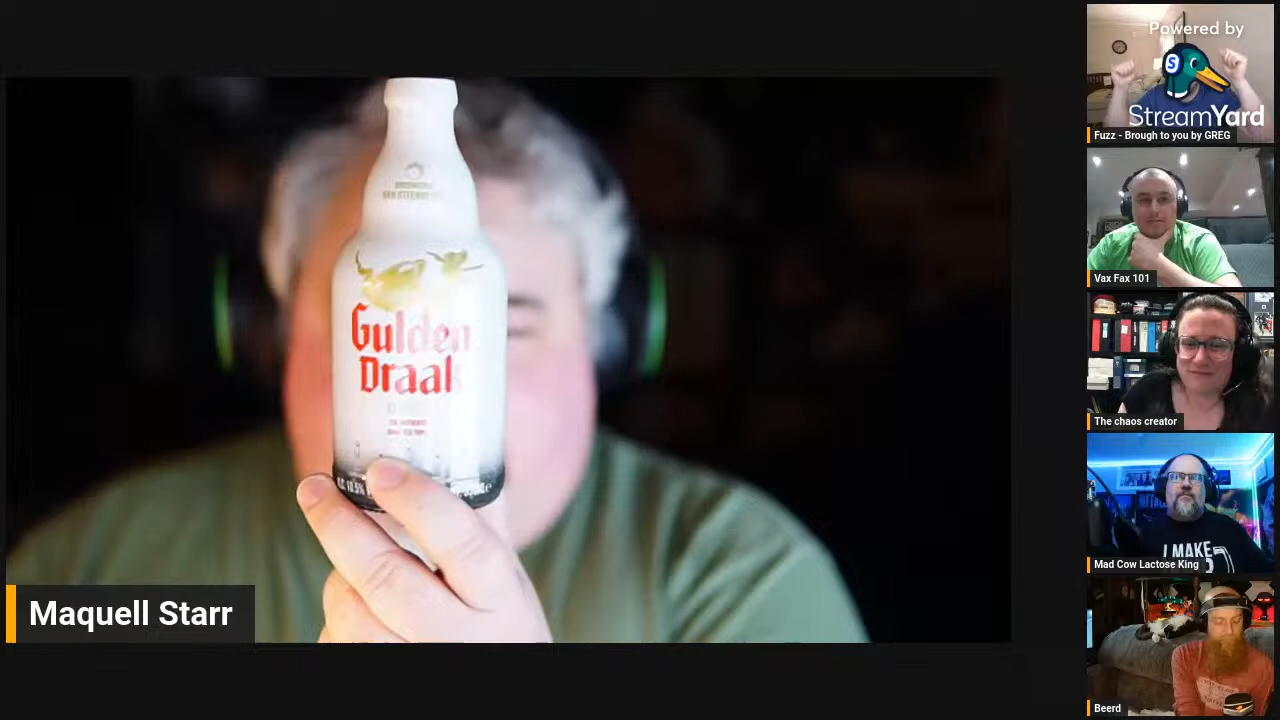 Gulden
Draak
Maquell Starr
Powered by
S
StreamYard
Fuzz - Brough to you by GREG
Vax Fax 101
The chaos creator
I MAKE
Mad Cow Lactose King
Beerd